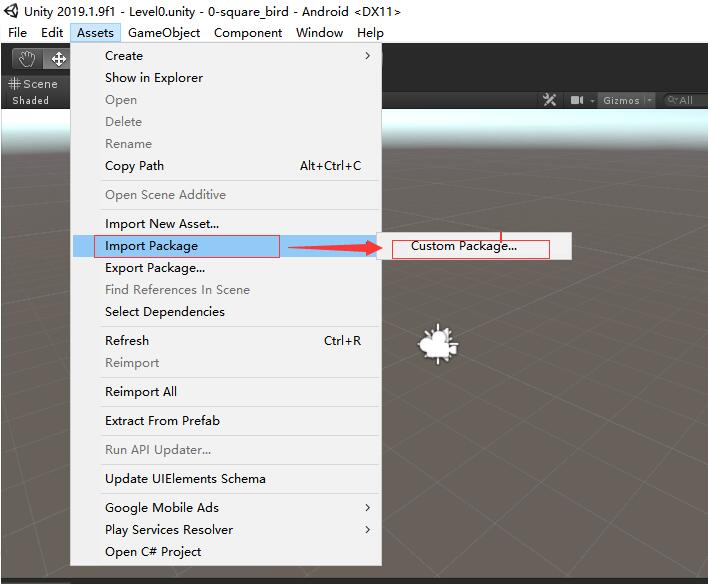 Unity 2019.1.9f1 - Level0.unity - 0-square_bird - Android <DX11>
File Edit Assets GameObject Component Window Help
Create
Scene
Show in Explorer
Shaded
Open
Gizmos
All
Delete
Rename
Copy Path Alt+Ctrl+C
Open Scene Additive
Import New Asset...
Import Package
Custom Package...
Export Package...
Find References In Scene
Select Dependencies
Refresh Ctrl+R
Reimport
Reimport All
Extract From Prefab
Run API Updater...
Update UIElements Schema
Google Mobile Ads
Play Services Resolver
Open C# Project